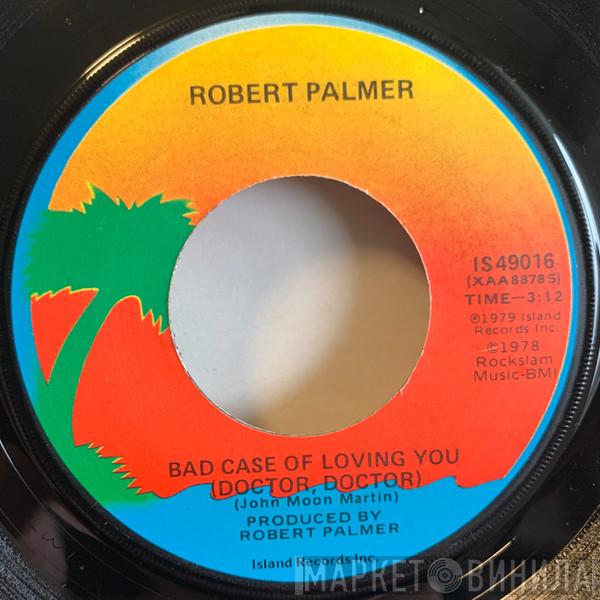 ROBERT PALMER
IS49016
(XAA8878S)
TIME—3:12
℗1979 Island
Records Inc.
©1978
Rockslam
Music-BMI
BAD CASE OF LOVING YOU
(DOCTOR, DOCTOR)
(John Moon Martin)
PRODUCED BY
ROBERT PALMER
Island Records Inc.
МАРКЕТ ВИНИЛА